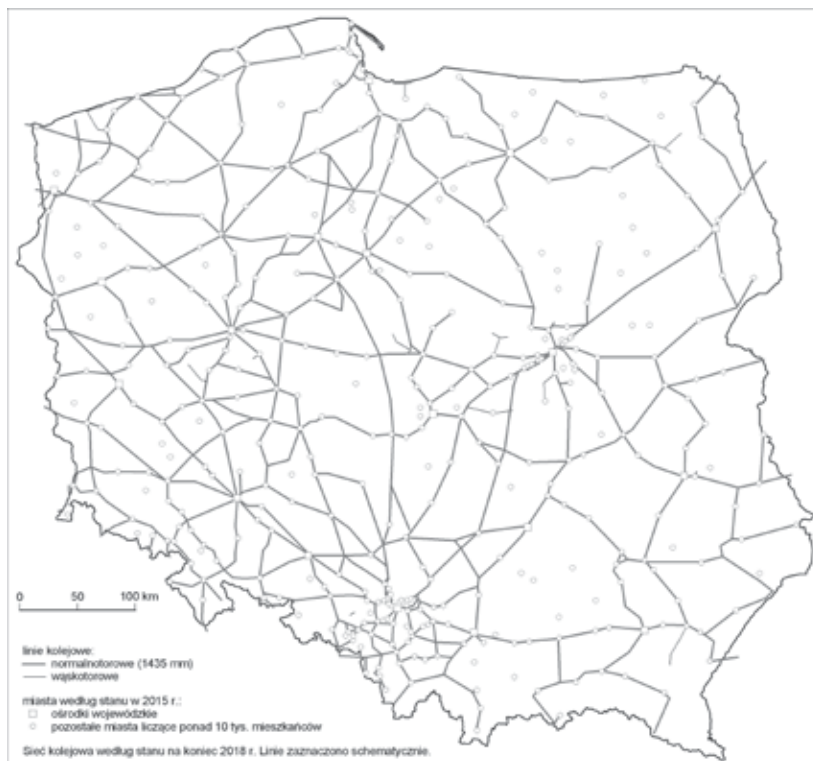 0 50 100 km
linie kolejowe:
normalnotorowe (1435 mm)
wąskotorowe
miasta według stanu w 2015 r.:
ośrodki wojewódzkie
pozostałe miasta liczące ponad 10 tys. mieszkańców
Sieć kolejowa według stanu na koniec 2018 r. Linie zaznaczono schematycznie.